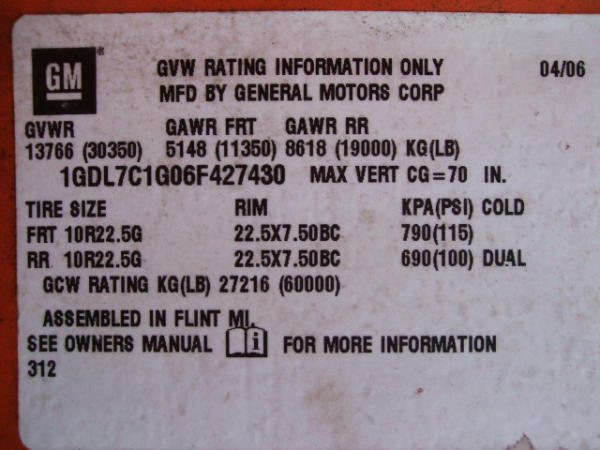 GM ® GVW RATING INFORMATION ONLY 04/06
MFD BY GENERAL MOTORS CORP
GVWR GAWR FRT GAWR RR
13766 (30350) 5148 (11350) 8618 (19000) KG(LB)
1GDL7C1G06F427430 MAX VERT CG=70 IN.
TIRE SIZE RIM KPA(PSI) COLD
FRT 10R22.5G 22.5X7.50BC 790(115)
RR 10R22.5G 22.5X7.50BC 690(100) DUAL
GCW RATING KG(LB) 27216 (60000)
ASSEMBLED IN FLINT MI.
SEE OWNERS MANUAL i FOR MORE INFORMATION
312